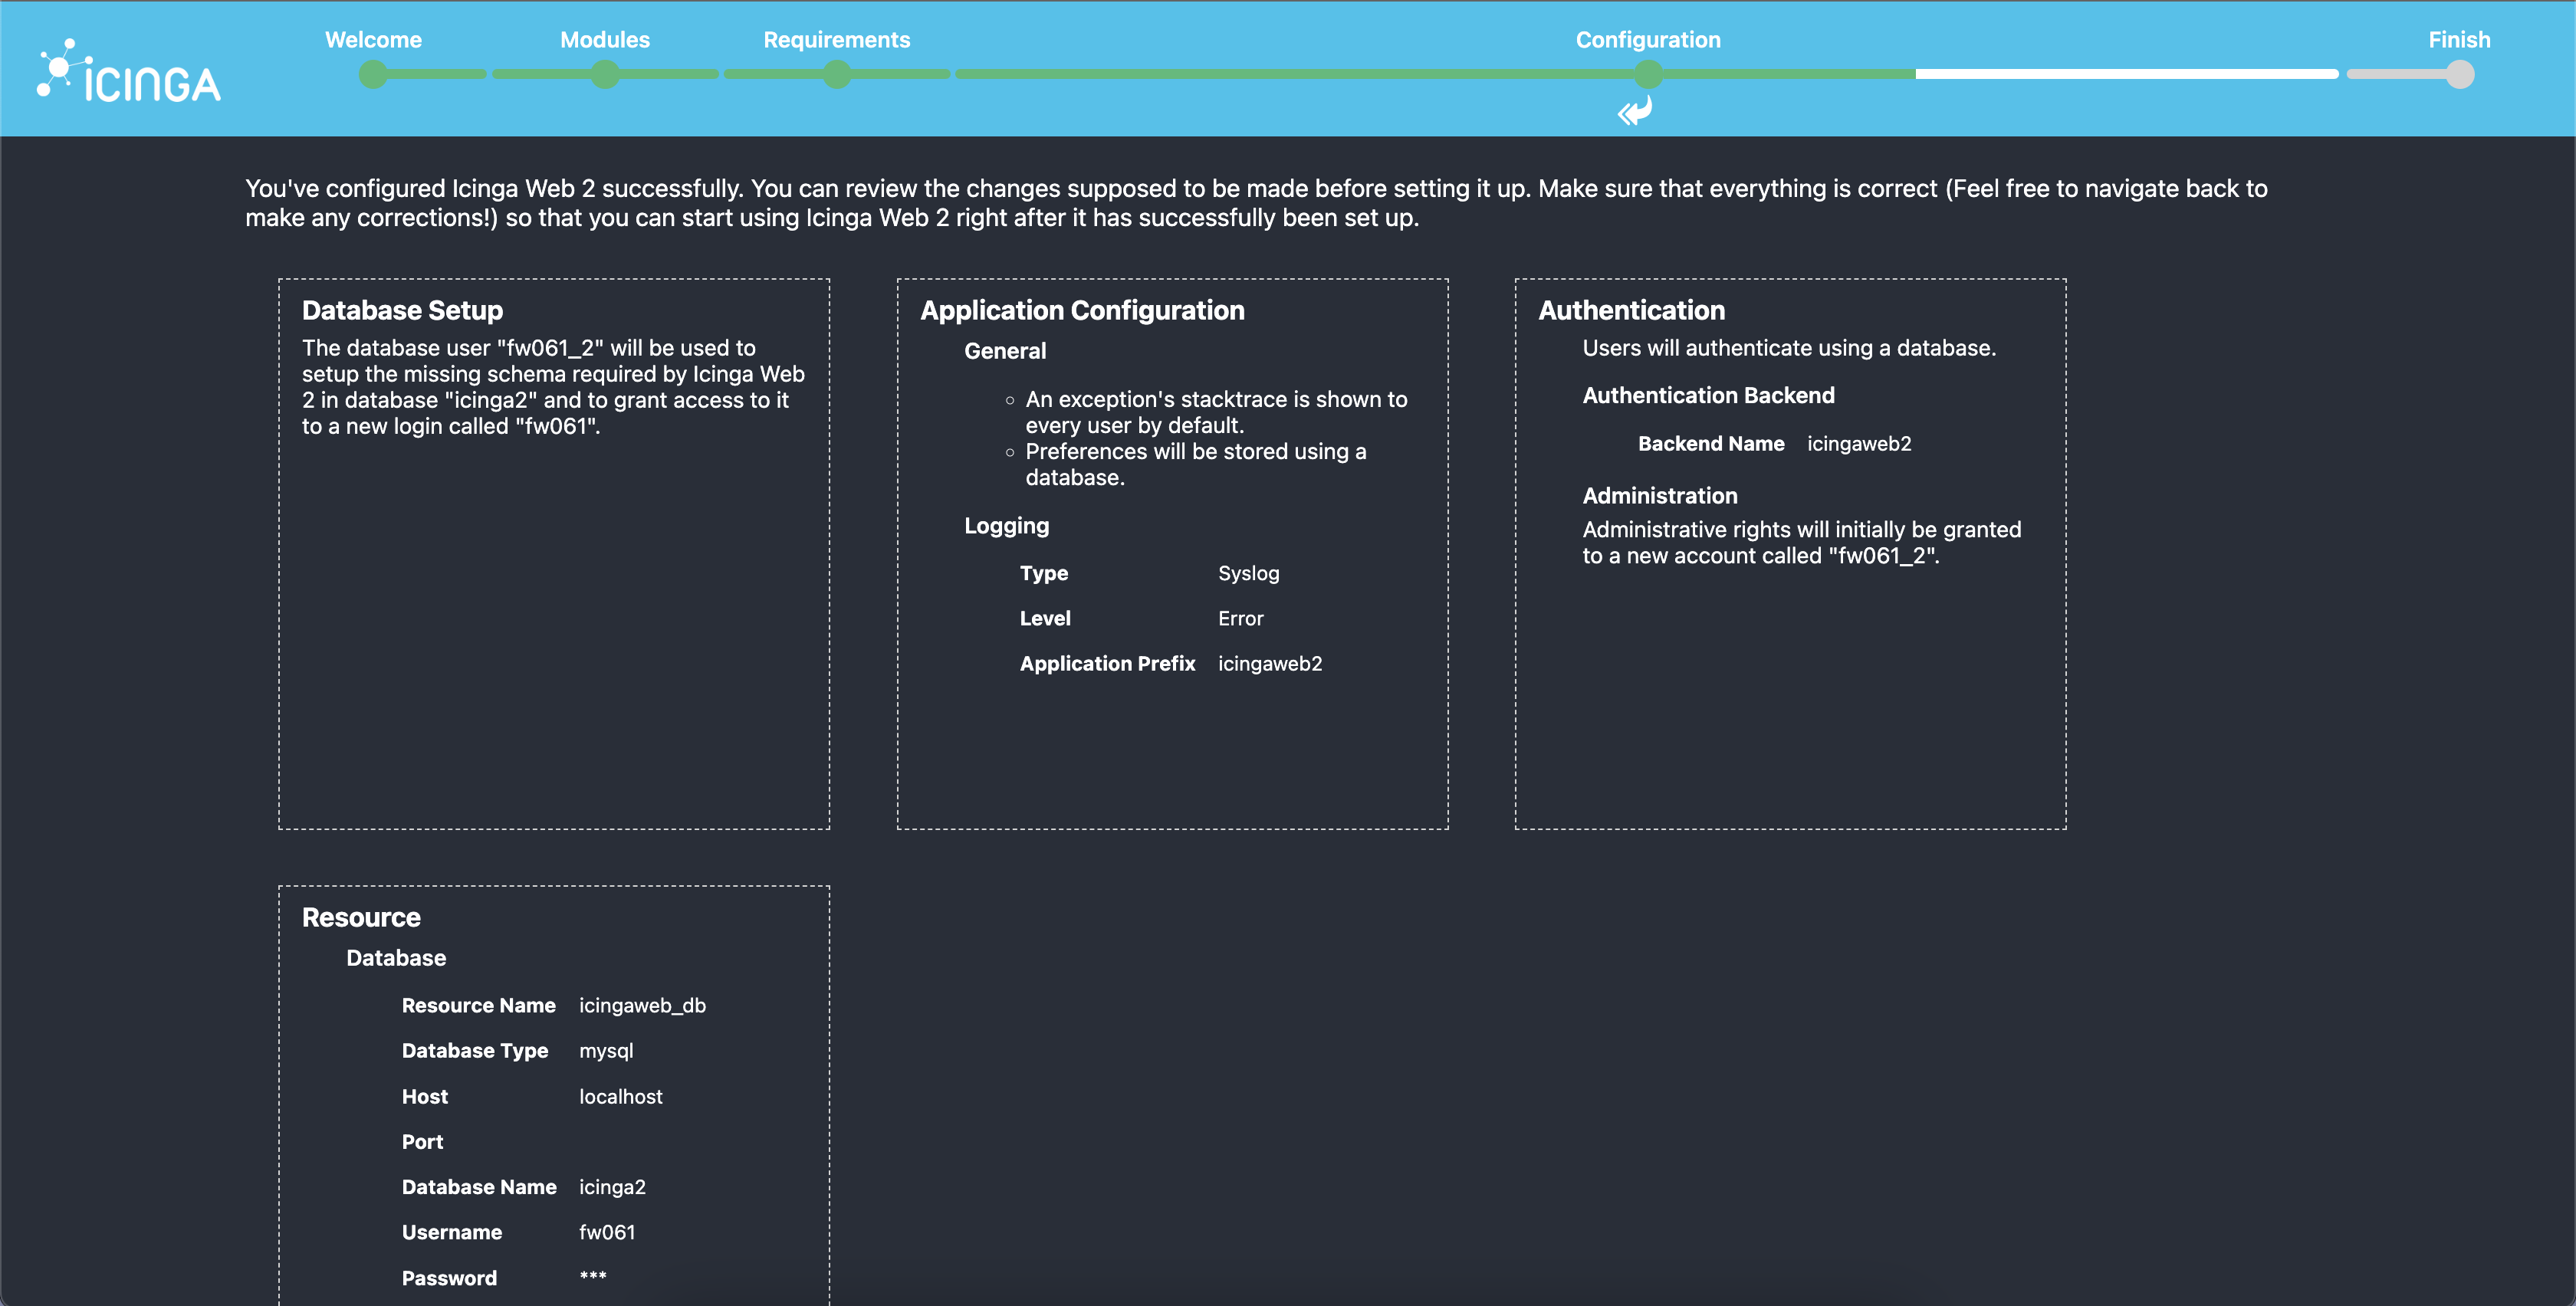 Welcome
Modules
Requirements
Configuration
Finish
ICINGA
You've configured Icinga Web 2 successfully. You can review the changes supposed to be made before setting it up. Make sure that everything is correct (Feel free to navigate back to
make any corrections!) so that you can start using Icinga Web 2 right after it has successfully been set up.
Database Setup
The database user "fw061_2" will be used to
setup the missing schema required by Icinga Web
2 in database "icinga2" and to grant access to it
to a new login called "fw061".
Application Configuration
General
An exception's stacktrace is shown to
every user by default.
Preferences will be stored using a
database.
Logging
Type Syslog
Level Error
Application Prefix icingaweb2
Authentication
Users will authenticate using a database.
Authentication Backend
Backend Name icingaweb2
Administration
Administrative rights will initially be granted
to a new account called "fw061_2".
Resource
Database
Resource Name icingaweb_db
Database Type mysql
Host localhost
Port
Database Name icinga2
Username fw061
Password ***